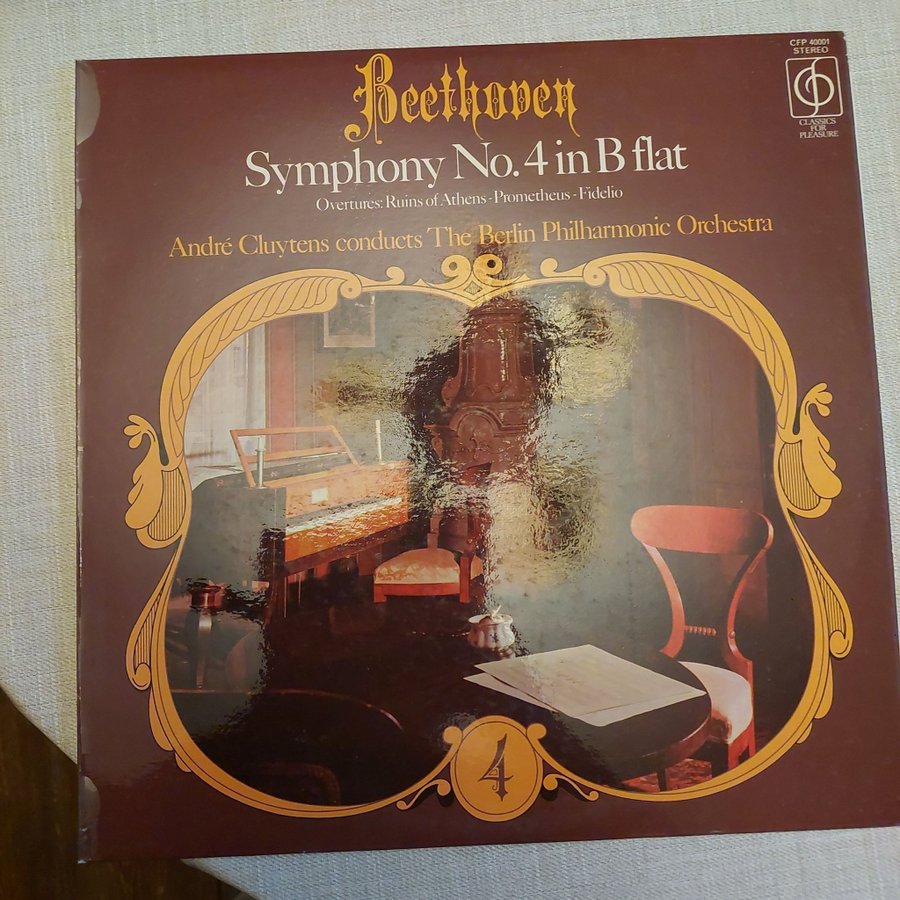 CFP 40001
STEREO
CLASSICS
FOR
PLEASURE
Beethoven
Symphony No. 4 in B flat
Overtures: Ruins of Athens - Prometheus - Fidelio
André Cluytens conducts The Berlin Philharmonic Orchestra
4